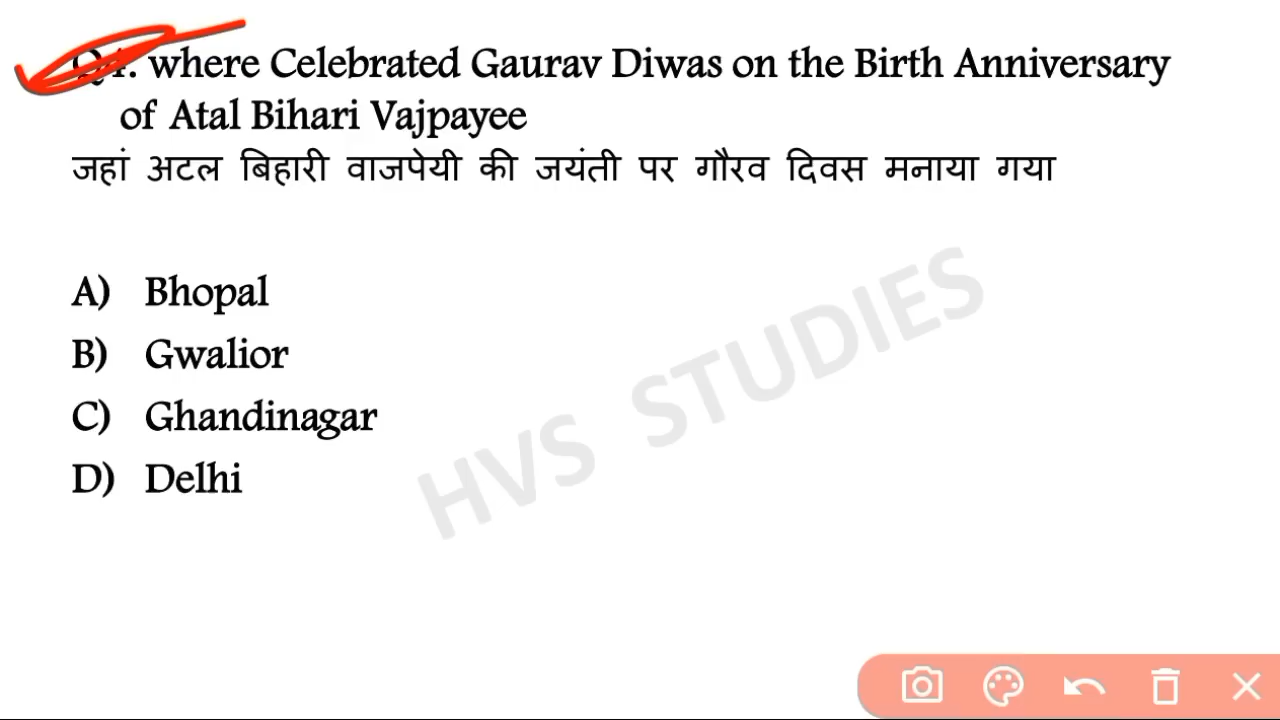 Q4. where Celebrated Gaurav Diwas on the Birth Anniversary
of Atal Bihari Vajpayee
जहां अटल बिहारी वाजपेयी की जयंती पर गौरव दिवस मनाया गया
A) Bhopal
B) Gwalior
C) Ghandinagar
D) Delhi
HVS STUDIES